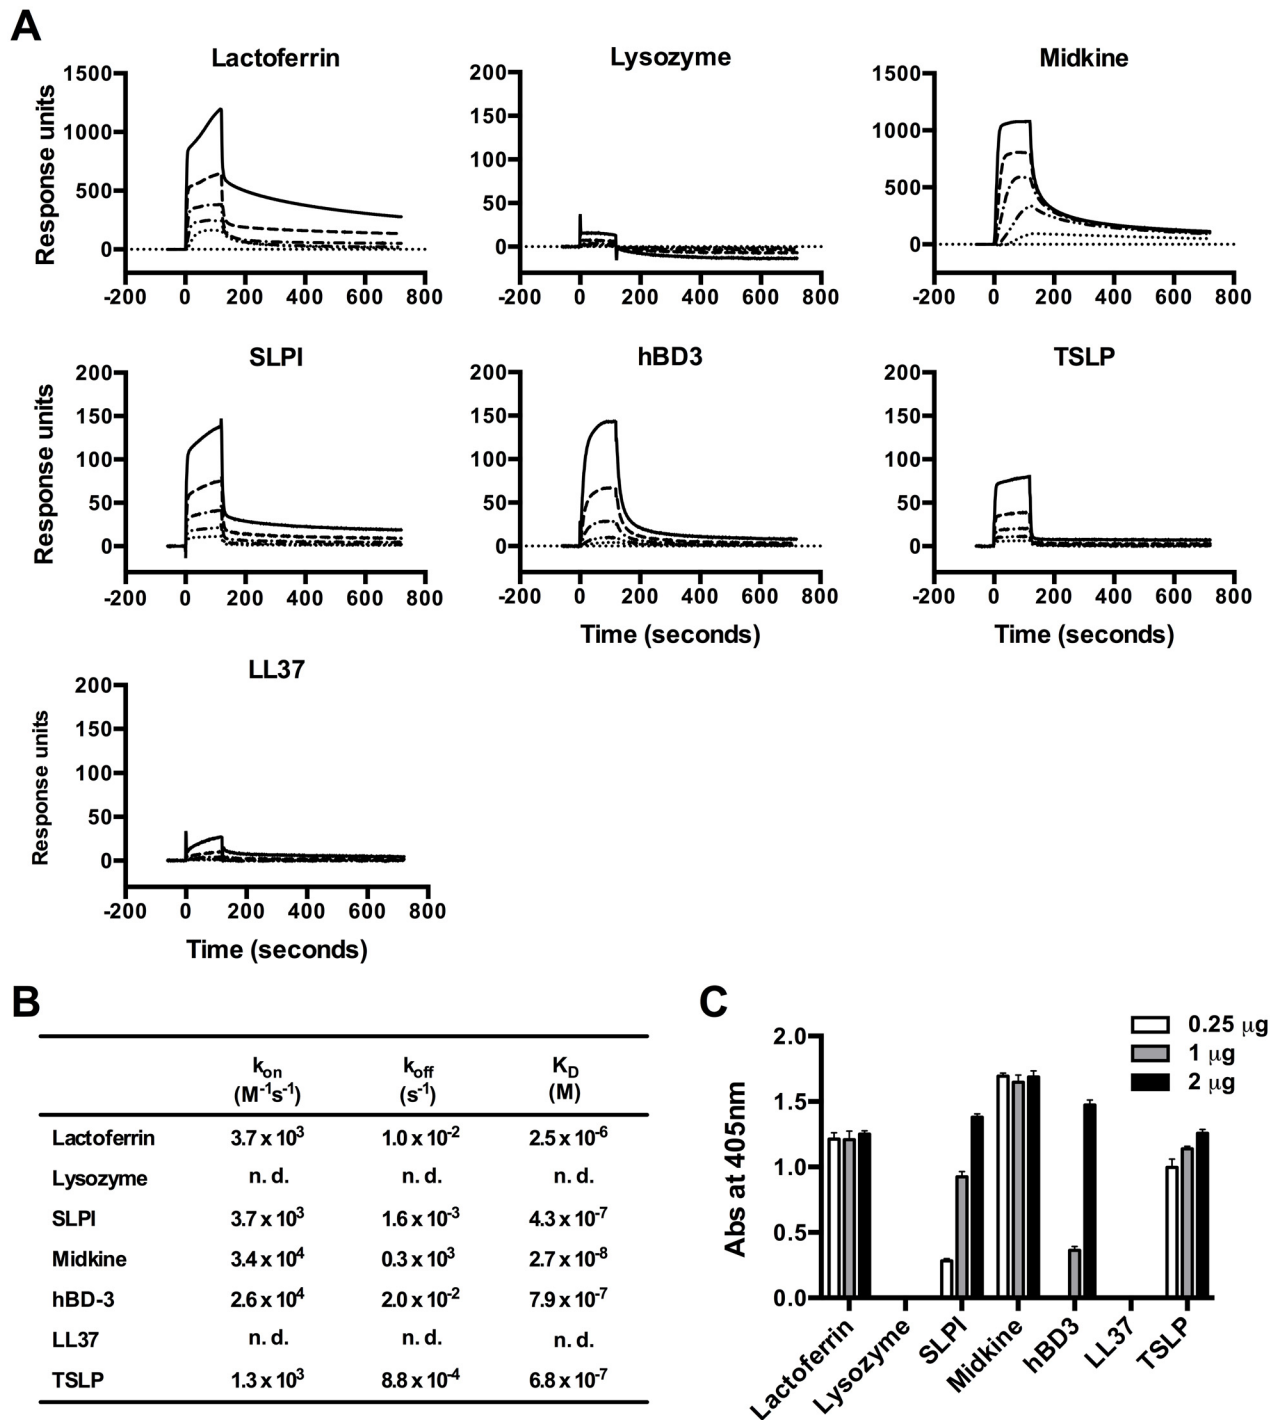 A
Lactoferrin
Lysozyme
Midkine
Response units
1500
1000
500
0
-200 0 200 400 600 800
200
150
100
50
0
-200 0 200 400 600 800
1500
1000
500
0
-200 0 200 400 600 800
SLPI
hBD3
TSLP
Response units
200
150
100
50
0
-200 0 200 400 600 800
200
150
100
50
0
-200 0 200 400 600 800
Time (seconds)
200
150
100
50
0
-200 0 200 400 600 800
Time (seconds)
LL37
Response units
200
150
100
50
0
-200 0 200 400 600 800
Time (seconds)
B
kon koff KD
(M-1s-1) (s-1) (M)
Lactoferrin 3.7 x 10³ 1.0 x 10-2 2.5 x 10-6
Lysozyme n. d. n. d. n. d.
SLPI 3.7 x 10³ 1.6 x 10-3 4.3 x 10-7
Midkine 3.4 x 10⁴ 0.3 x 10³ 2.7 x 10-8
hBD-3 2.6 x 10⁴ 2.0 x 10-2 7.9 x 10-7
LL37 n. d. n. d. n. d.
TSLP 1.3 x 10³ 8.8 x 10-4 6.8 x 10-7
C
0.25 µg
1 µg
2 µg
Abs at 405nm
2.0
1.5
1.0
0.5
0.0
Lactoferrin
Lysozyme
SLPI
Midkine
hBD3
LL37
TSLP